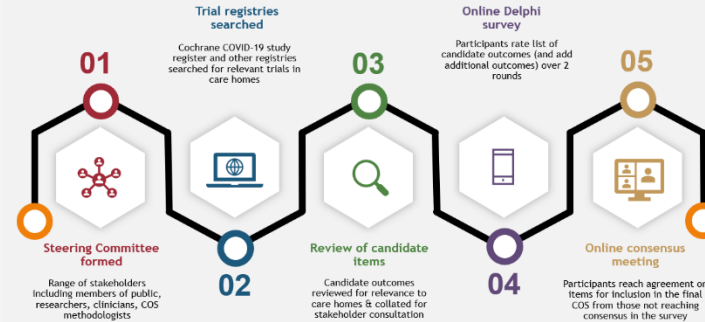 01
Steering Committee
formed
Range of stakeholders
including members of public,
researchers, clinicians, COS
methodologists
Trial registries
searched
Cochrane COVID-19 study
register and other registries
searched for relevant trials in
care homes
02
03
Review of candidate
items
Candidate outcomes
reviewed for relevance to
care homes & collated for
stakeholder consultation
Online Delphi
survey
Participants rate list of
candidate outcomes (and add
additional outcomes) over 2
rounds
04
05
Online consensus
meeting
Participants reach agreement on
items for inclusion in the final
COS from those not reaching
consensus in the survey